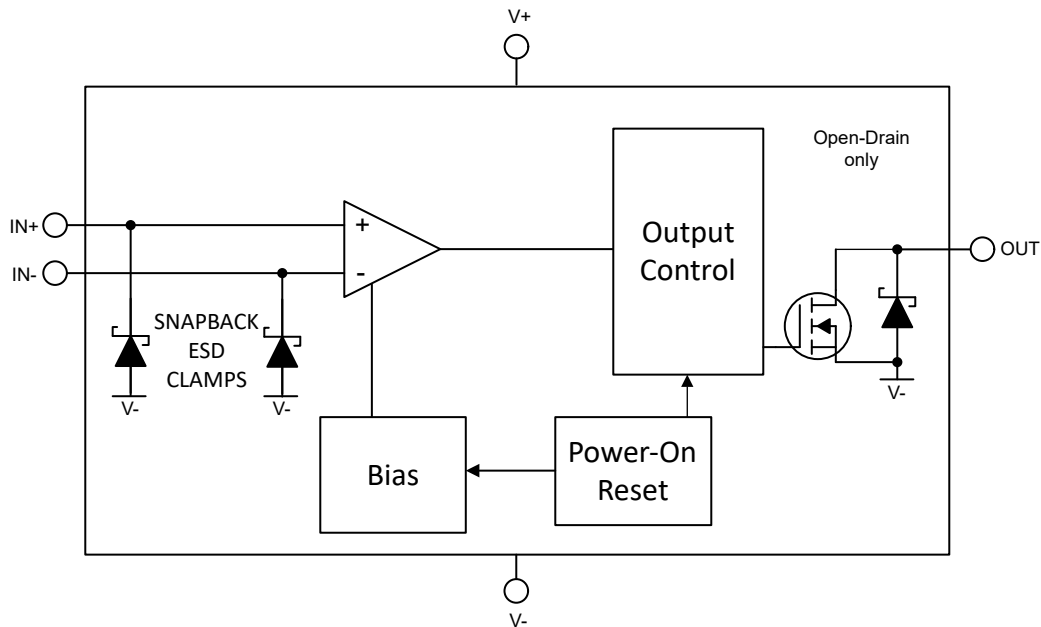 V+
Open-Drain
only
IN+
+
Output
Control
IN-
-
OUT
SNAPBACK
ESD
CLAMPS
V-
V-
V-
Bias
Power-On
Reset
V-